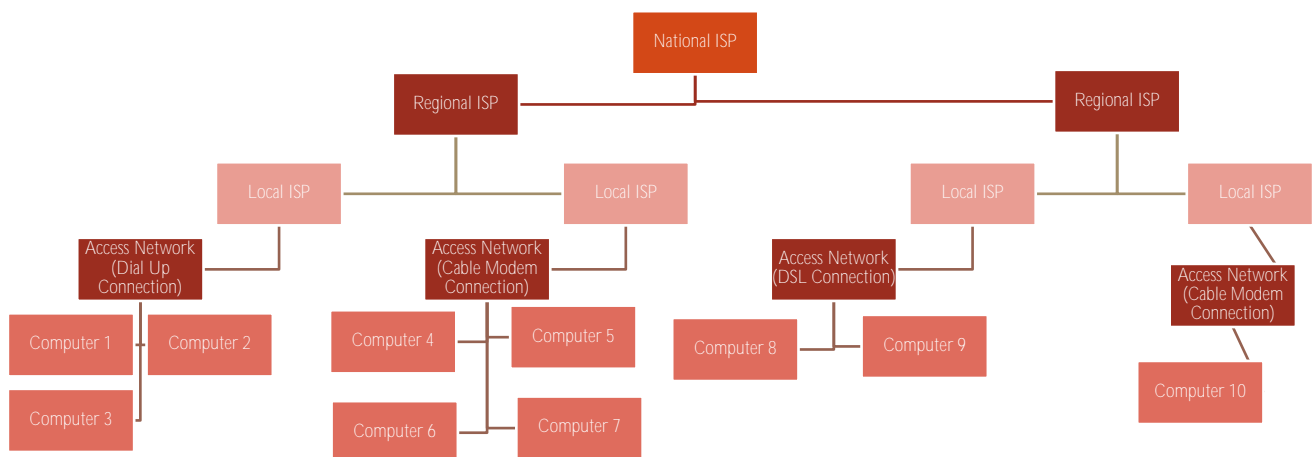 National ISP
Regional ISP
Regional ISP
Local ISP
Local ISP
Local ISP
Local ISP
Access Network
(Dial Up
Connection)
Access Network
(Cable Modem
Connection)
Access Network
(DSL Connection)
Access Network
(Cable Modem
Connection)
Computer 1
Computer 2
Computer 4
Computer 5
Computer 8
Computer 9
Computer 10
Computer 3
Computer 6
Computer 7